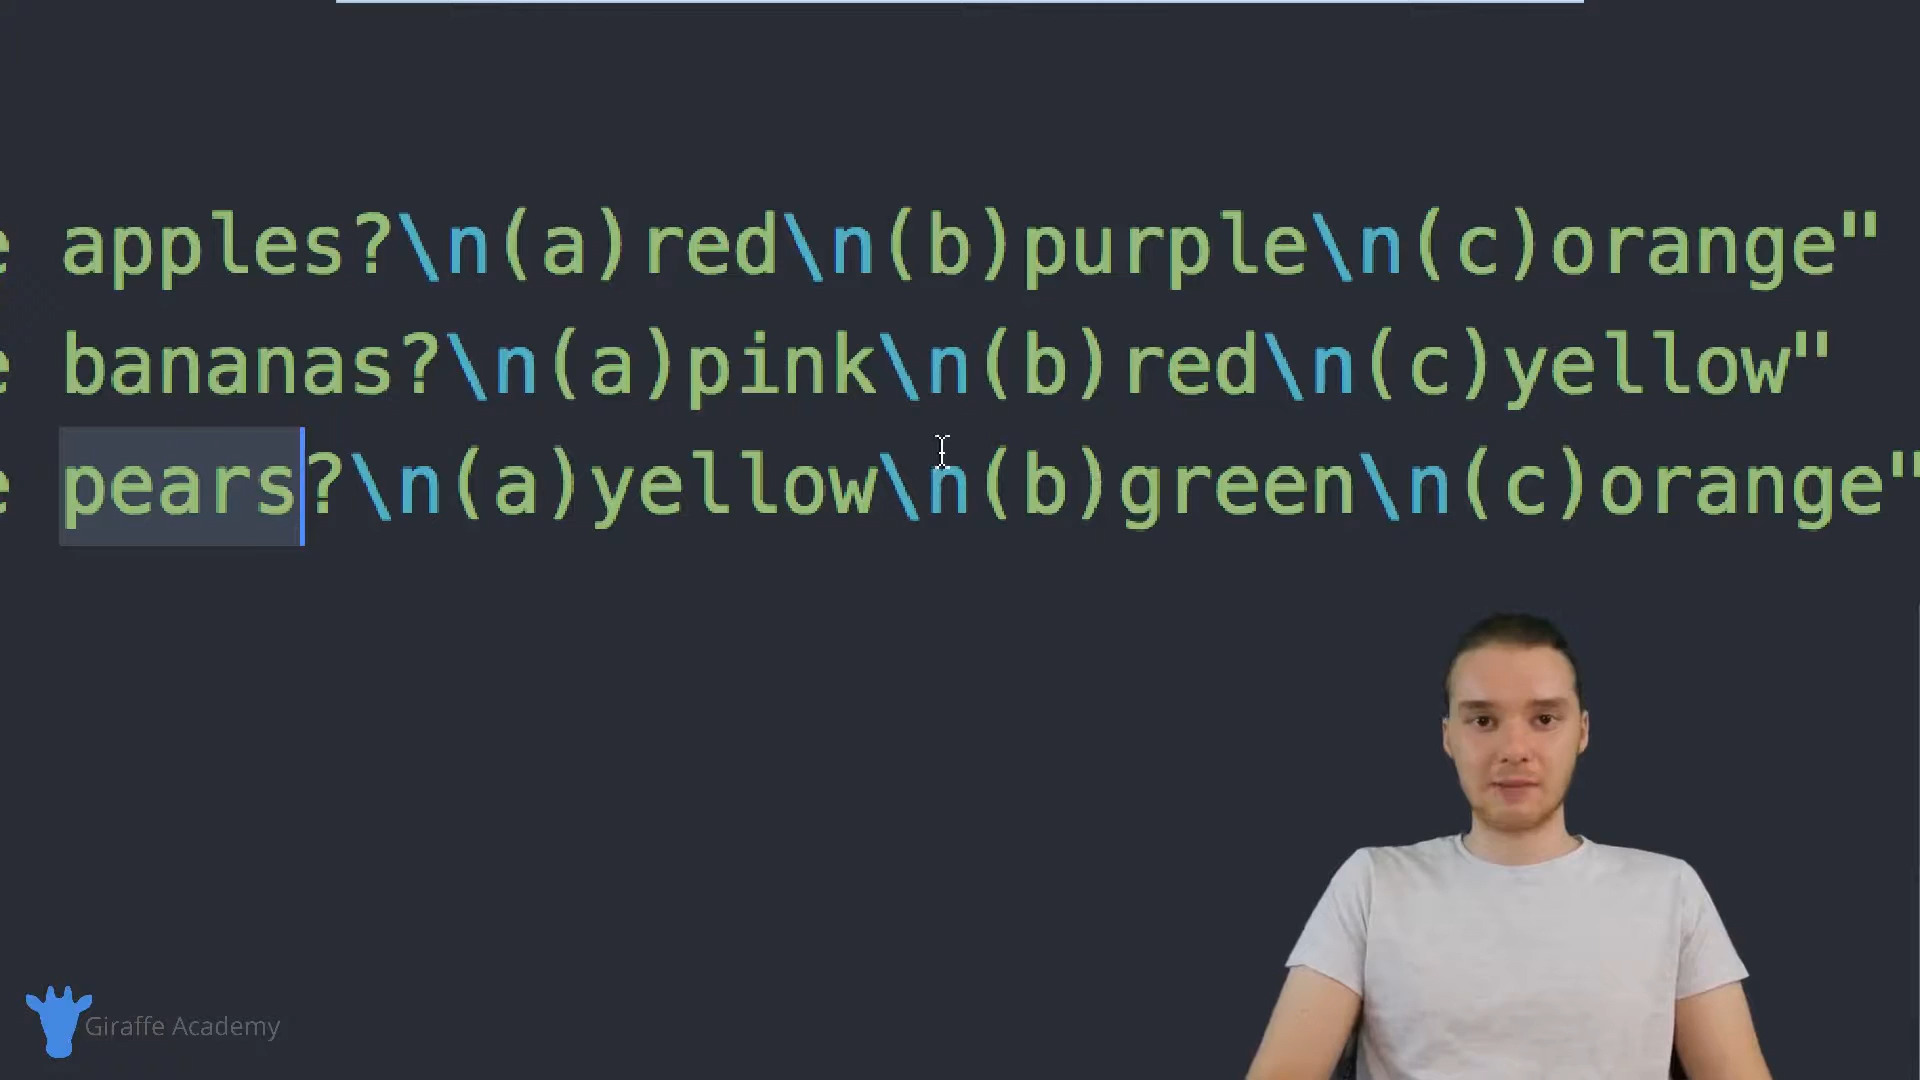 e apples?\n(a)red\n(b)purple\n(c)orange"
e bananas?\n(a)pink\n(b)red\n(c)yellow"
e pears?\n(a)yellow\n(b)green\n(c)orange"
Giraffe Academy